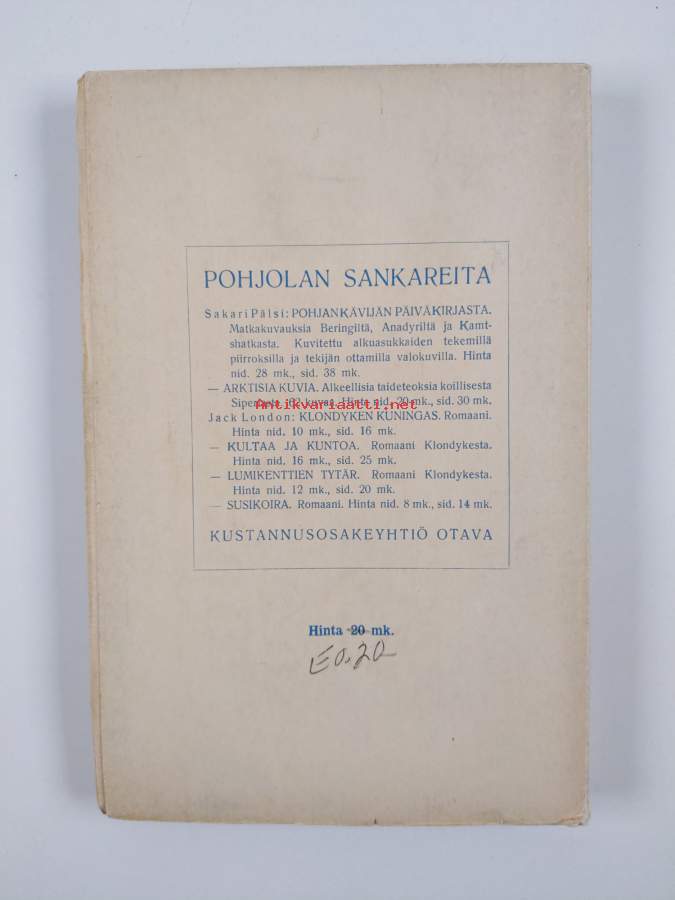 POHJOLAN SANKAREITA
Sakari Pälsi: POHJANKÄVIJÄN PÄIVÄKIRJASTA.
Matkakuvauksia Beringiltä, Anadyriltä ja Kamt-
shatkasta. Kuvitettu alkuasukkaiden tekemillä
piirroksilla ja tekijän ottamilla valokuvilla. Hinta
nid. 28 mk., sid. 38 mk.
— ARKTISIA KUVIA. Alkeellisia taideteoksia koillisesta
Siperiasta. 62 kuvaa. Hinta nid. 20 mk., sid. 30 mk.
Antikvariaatti.net
Jack London: KLONDYKEN KUNINGAS. Romaani.
Hinta nid. 10 mk., sid. 16 mk.
— KULTAA JA KUNTOA. Romaani Klondykesta.
Hinta nid. 16 mk., sid. 25 mk.
— LUMIKENTTIEN TYTÄR. Romaani Klondykesta.
Hinta nid. 12 mk., sid. 20 mk.
— SUSIKOIRA. Romaani. Hinta nid. 8 mk., sid. 14 mk.
KUSTANNUSOSAKEYHTIÖ OTAVA
Hinta 20 mk.